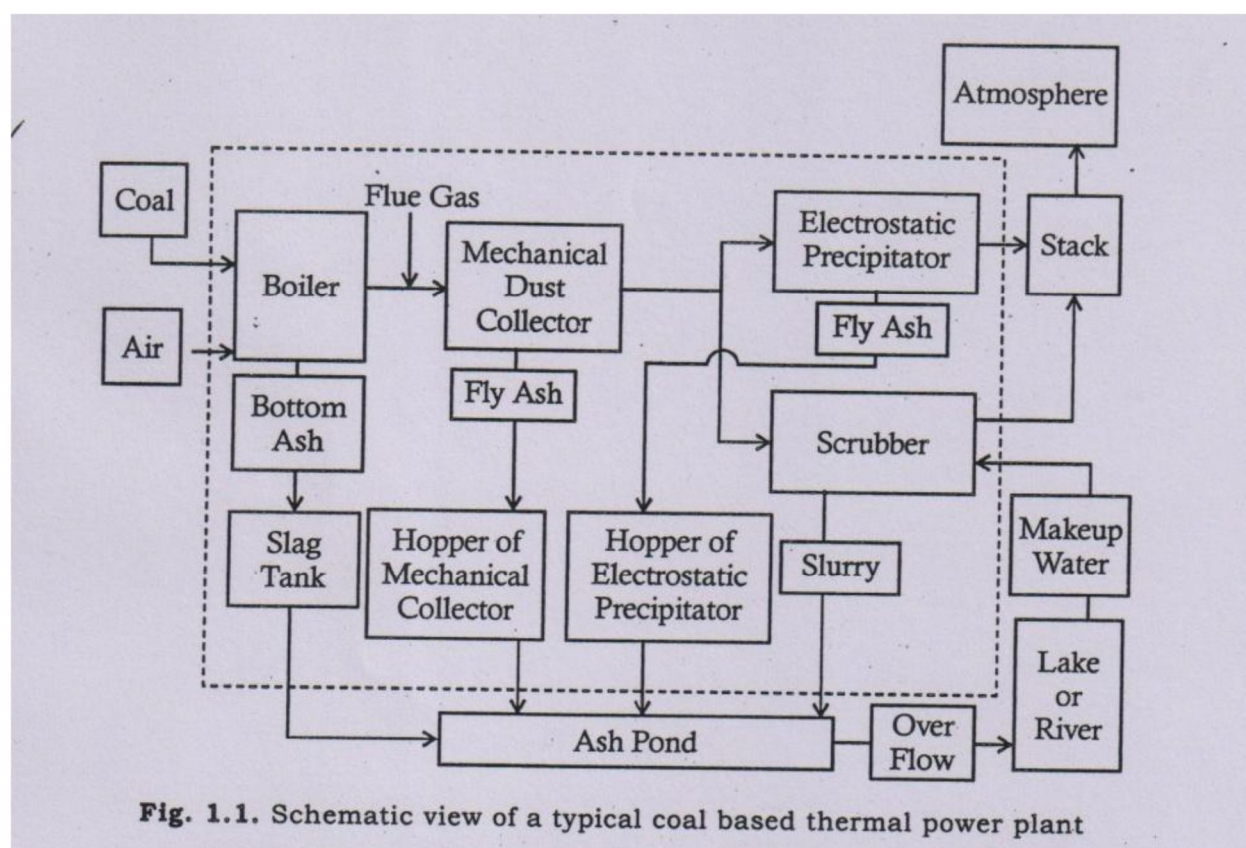 Atmosphere
Coal
Flue Gas
Boiler
Mechanical
Dust
Collector
Electrostatic
Precipitator
Stack
Air
Fly Ash
Fly Ash
Bottom
Ash
Scrubber
Slag
Tank
Hopper of
Mechanical
Collector
Hopper of
Electrostatic
Precipitator
Slurry
Makeup
Water
Lake
or
River
Ash Pond
Over
Flow
Fig. 1.1. Schematic view of a typical coal based thermal power plant